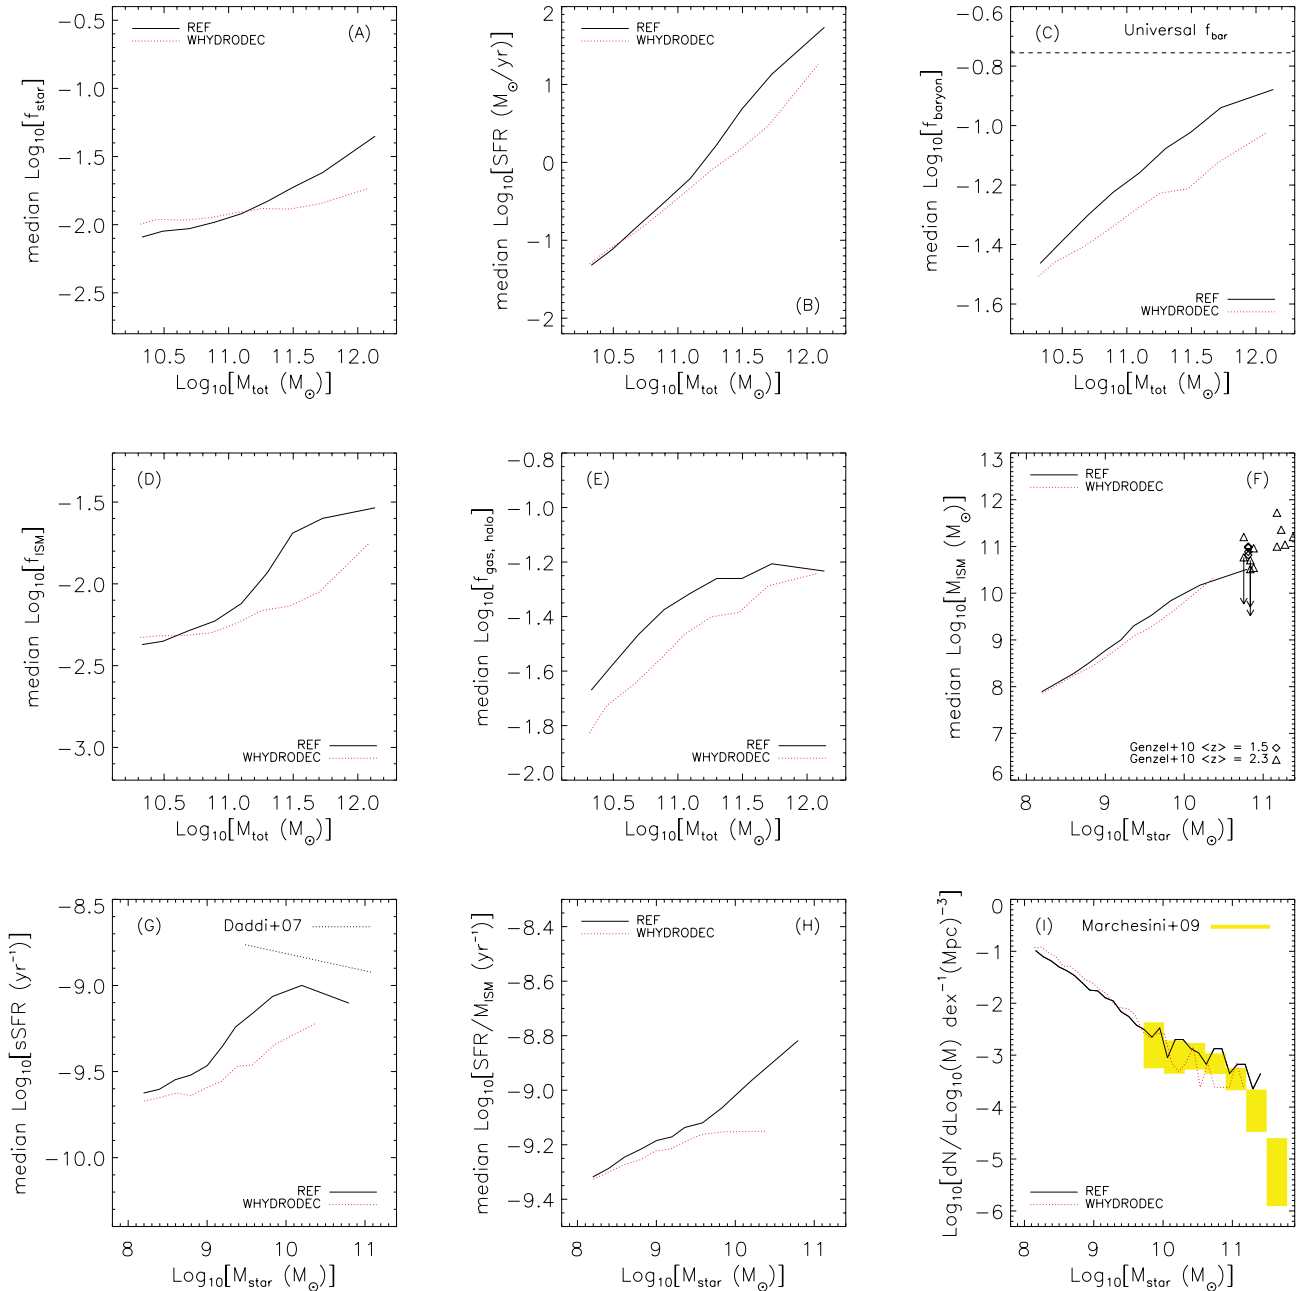 REF
WHYDRODEC
(A)
−0.5
−1.0
−1.5
−2.0
−2.5
median Log10[fstar]
10.5 11.0 11.5 12.0
Log10[Mtot (M⊙)]
REF
WHYDRODEC
(B)
2
1
0
−1
−2
median Log10[SFR (M⊙/yr)]
10.5 11.0 11.5 12.0
Log10[Mtot (M⊙)]
(C)
Universal fbar
−0.6
−0.8
−1.0
−1.2
−1.4
−1.6
median Log10[fbaryon]
REF
WHYDRODEC
10.5 11.0 11.5 12.0
Log10[Mtot (M⊙)]
(D)
−1.5
−2.0
−2.5
−3.0
median Log10[fISM]
REF
WHYDRODEC
10.5 11.0 11.5 12.0
Log10[Mtot (M⊙)]
(E)
−0.8
−1.0
−1.2
−1.4
−1.6
−1.8
−2.0
median Log10[fgas, halo]
REF
WHYDRODEC
10.5 11.0 11.5 12.0
Log10[Mtot (M⊙)]
REF
WHYDRODEC
(F)
13
12
11
10
9
8
7
6
median Log10[MISM (M⊙)]
Genzel+10 <z> = 1.5
Genzel+10 <z> = 2.3
8 9 10 11
Log10[Mstar (M⊙)]
(G)
Daddi+07
−8.5
−9.0
−9.5
−10.0
median Log10[sSFR (yr−1)]
REF
WHYDRODEC
8 9 10 11
Log10[Mstar (M⊙)]
REF
WHYDRODEC
(H)
−8.4
−8.6
−8.8
−9.0
−9.2
−9.4
median Log10[SFR/MISM (yr−1)]
8 9 10 11
Log10[Mstar (M⊙)]
(I)
Marchesini+09
0
−1
−2
−3
−4
−5
−6
Log10[dN/dLog10(M) dex−1(Mpc)−3]
REF
WHYDRODEC
8 9 10 11
Log10[Mstar (M⊙)]